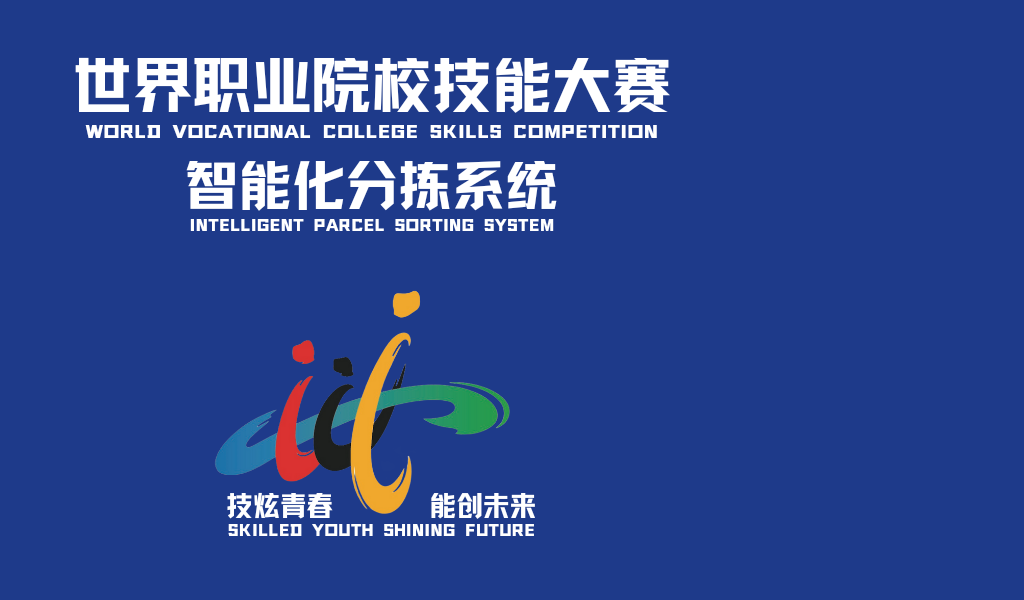 世界职业院校技能大赛
WORLD VOCATIONAL COLLEGE SKILLS COMPETITION
智能化分拣系统
INTELLIGENT PARCEL SORTING SYSTEM
技炫青春 能创未来
SKILLED YOUTH SHINING FUTURE